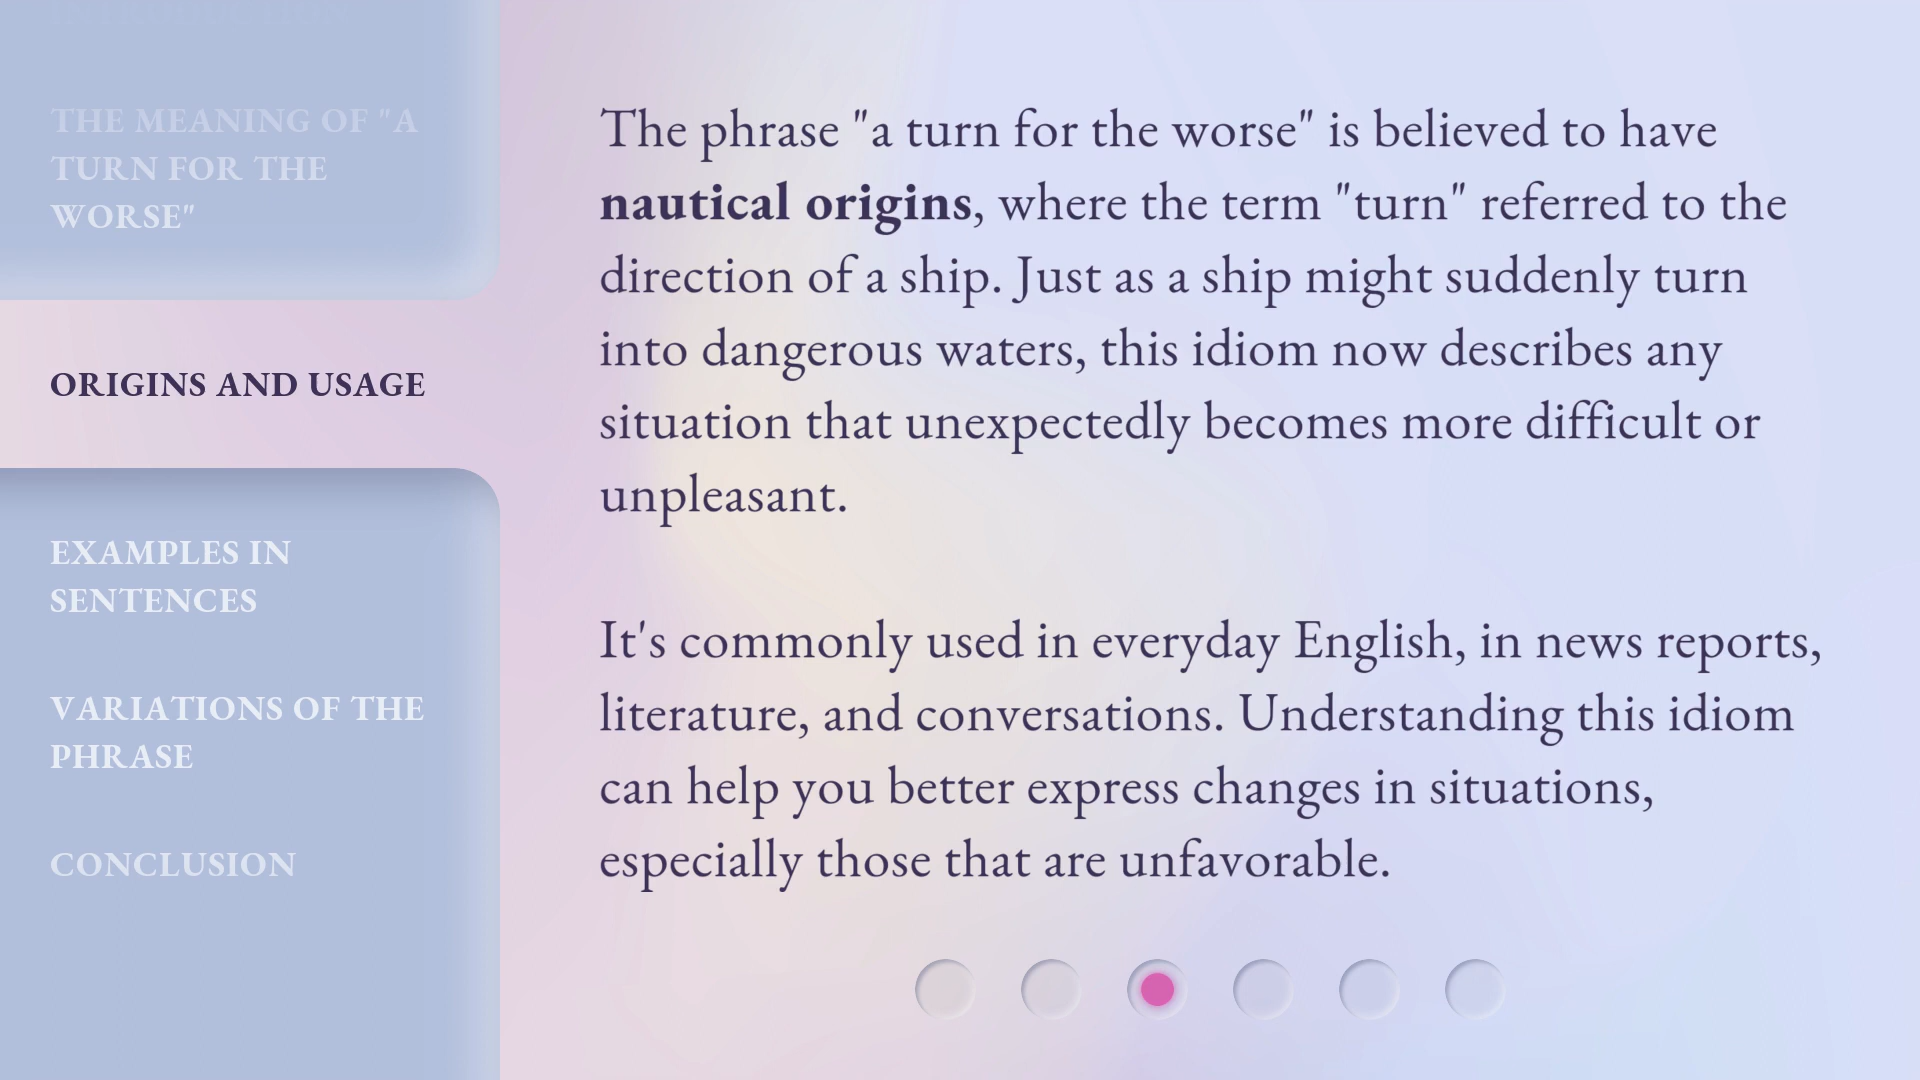 THE MEANING OF "A
TURN FOR THE
WORSE"
ORIGINS AND USAGE
EXAMPLES IN
SENTENCES
VARIATIONS OF THE
PHRASE
CONCLUSION
The phrase "a turn for the worse" is believed to have
nautical origins, where the term "turn" referred to the
direction of a ship. Just as a ship might suddenly turn
into dangerous waters, this idiom now describes any
situation that unexpectedly becomes more difficult or
unpleasant.
It's commonly used in everyday English, in news reports,
literature, and conversations. Understanding this idiom
can help you better express changes in situations,
especially those that are unfavorable.